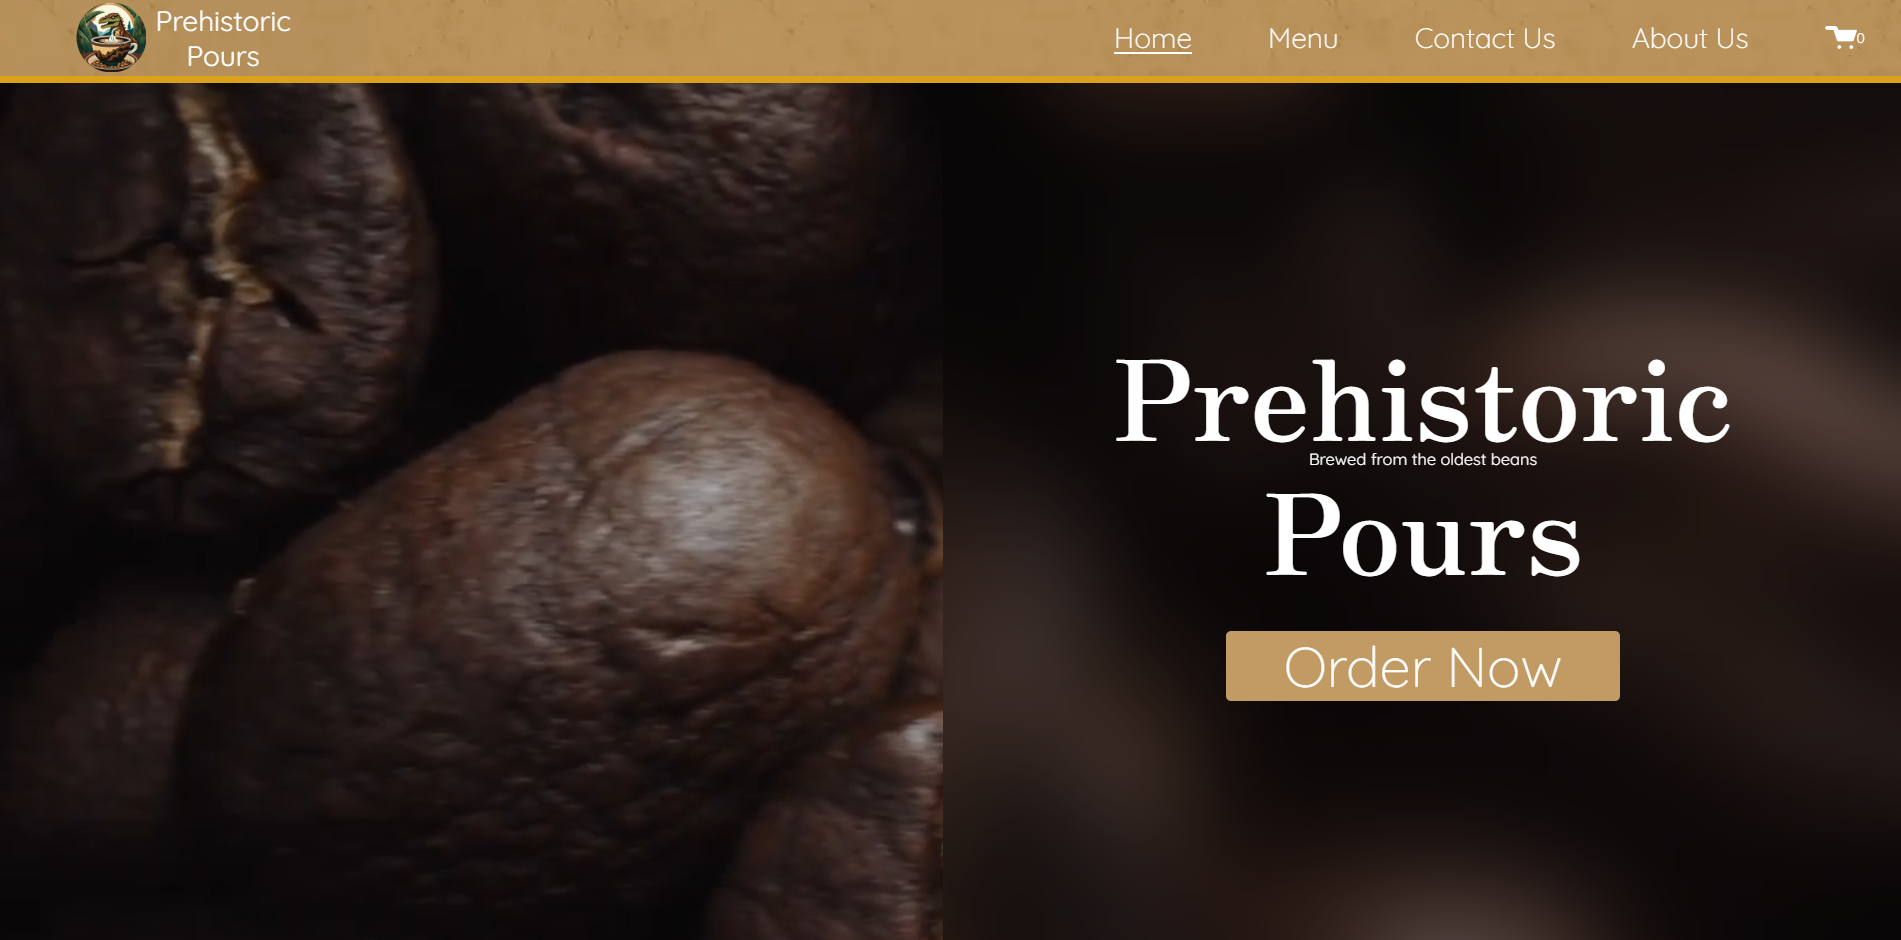 Prehistoric
Pours
Home Menu Contact Us About Us 0
Prehistoric
Brewed from the oldest beans
Pours
Order Now